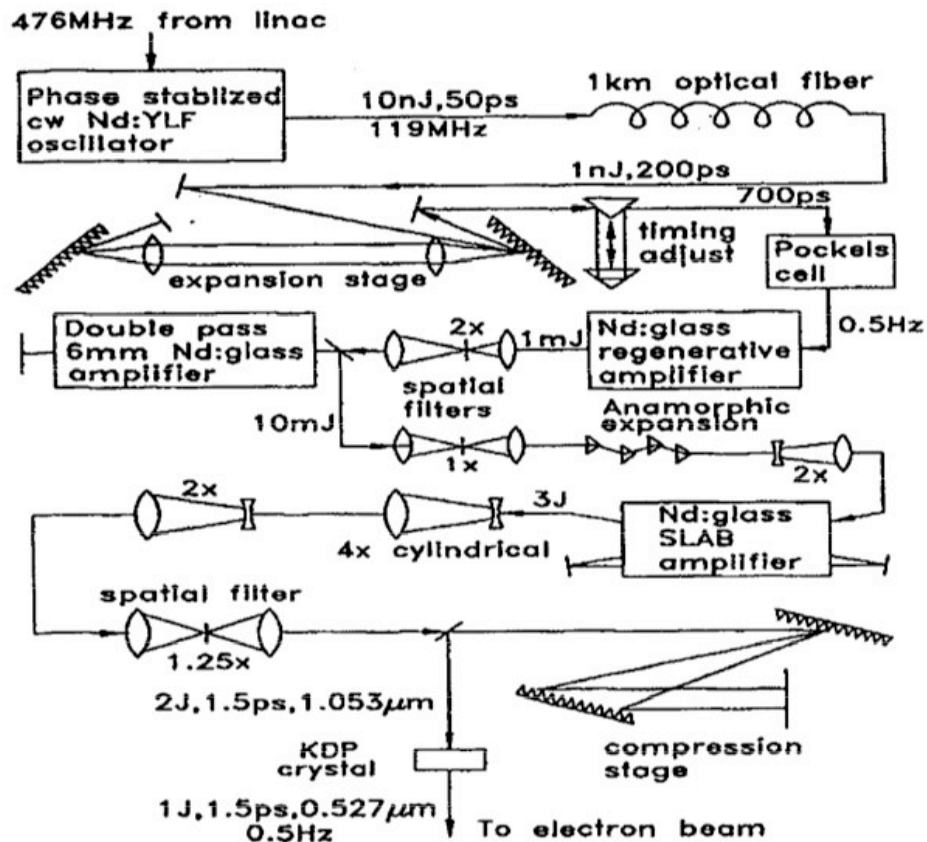 476MHz from linac
Phase stablized
cw Nd:YLF
oscillator
10nJ,50ps
119MHz
1km optical fiber
1nJ,200ps
700ps
timing
adjust
Pockels
cell
expansion stage
0.5Hz
Double pass
6mm Nd:glass
amplifier
2x
1mJ
Nd:glass
regenerative
amplifier
spatial
filters
10mJ
1x
Anamorphic
expansion
2x
2x
4x cylindrical
3J
Nd:glass
SLAB
amplifier
spatial filter
1.25x
2J,1.5ps,1.053μm
KDP
crystal
compression
stage
1J,1.5ps,0.527μm
0.5Hz
To electron beam